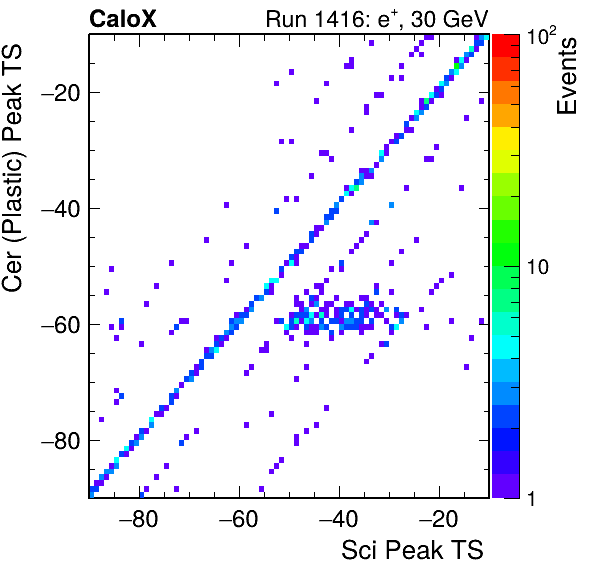 CaloX Run 1416: e⁺, 30 GeV
Cer (Plastic) Peak TS
−20
−40
−60
−80
−80 −60 −40 −20
Sci Peak TS
10²
10
1
Events